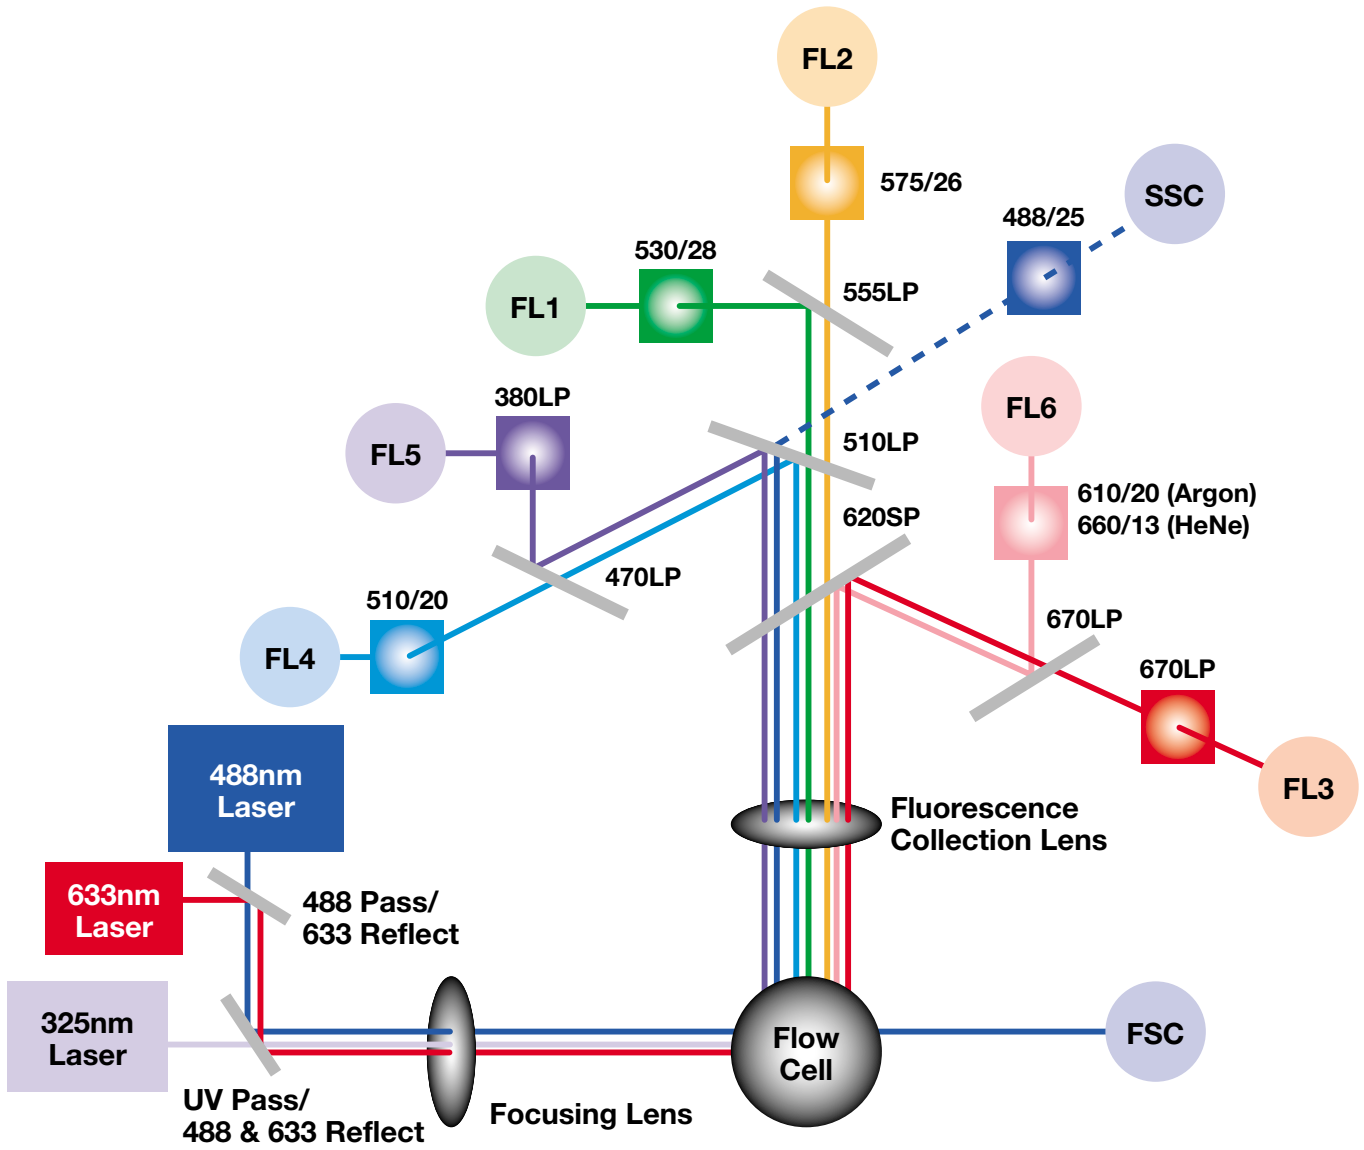 FL2
575/26
SSC
488/25
530/28
555LP
FL1
380LP
FL6
510LP
FL5
610/20 (Argon)
660/13 (HeNe)
620SP
470LP
510/20
670LP
FL4
670LP
488nm
Laser
FL3
Fluorescence
Collection Lens
633nm
Laser
488 Pass/
633 Reflect
325nm
Laser
Flow
Cell
FSC
UV Pass/
488 & 633 Reflect
Focusing Lens